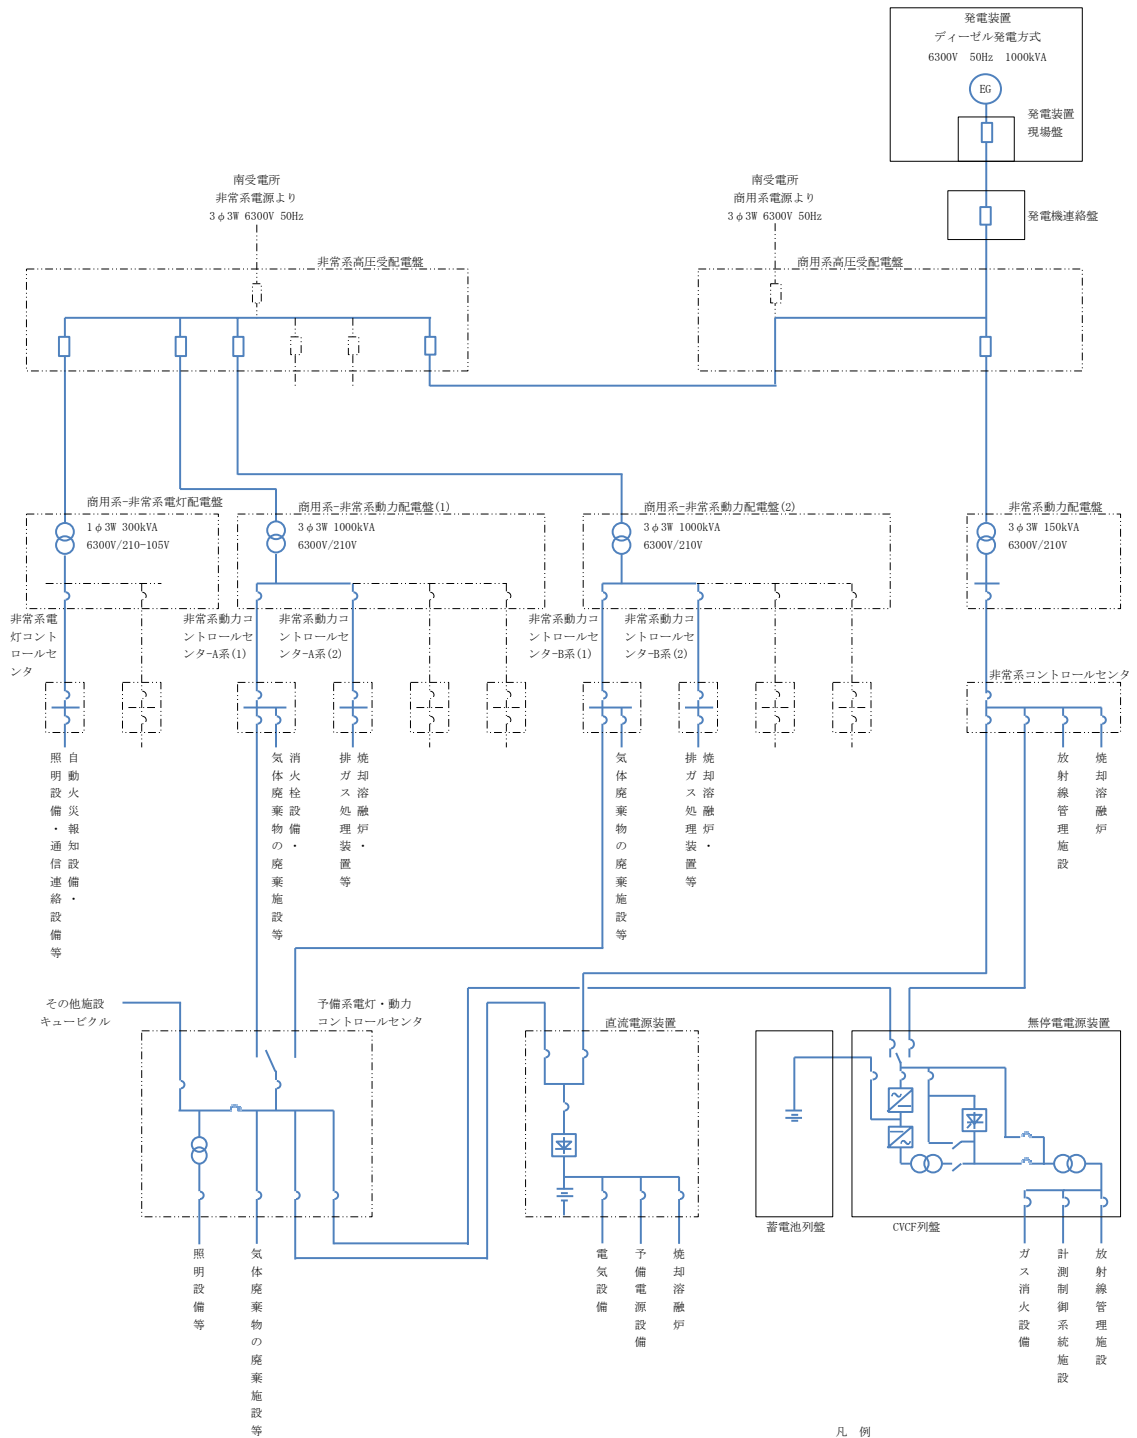 発電装置
ディーゼル発電方式
6300V 50Hz 1000kVA
EG
発電装置
現場盤
発電機連絡盤
南受電所
非常系電源より
3φ3W 6300V 50Hz
南受電所
商用系電源より
3φ3W 6300V 50Hz
非常系高圧受配電盤
商用系高圧受配電盤
商用系-非常系電灯配電盤
1φ3W 300kVA
6300V/210-105V
商用系-非常系動力配電盤(1)
3φ3W 1000kVA
6300V/210V
商用系-非常系動力配電盤(2)
3φ3W 1000kVA
6300V/210V
非常系動力配電盤
3φ3W 150kVA
6300V/210V
非常系電
灯コント
ロールセ
ンタ
非常系動力コ
ントロールセ
ンタ-A系(1)
非常系動力コ
ントロールセ
ンタ-A系(2)
非常系動力コ
ントロールセ
ンタ-B系(1)
非常系動力コ
ントロールセ
ンタ-B系(2)
非常系コントロールセンタ
自動火災報知設備・
照明設備・通信連絡設備等
消火栓設備・
気体廃棄物の廃棄施設等
焼却溶融炉・
排ガス処理装置等
気体廃棄物の廃棄施設等
焼却溶融炉・
排ガス処理装置等
放射線管理施設
焼却溶融炉
その他施設
キュービクル
予備系電灯・動力
コントロールセンタ
直流電源装置
無停電電源装置
蓄電池列盤
CVCF列盤
照明設備等
気体廃棄物の廃棄施設等
電気設備
予備電源設備
焼却溶融炉
ガス消火設備
計測制御系統施設
放射線管理施設
凡 例